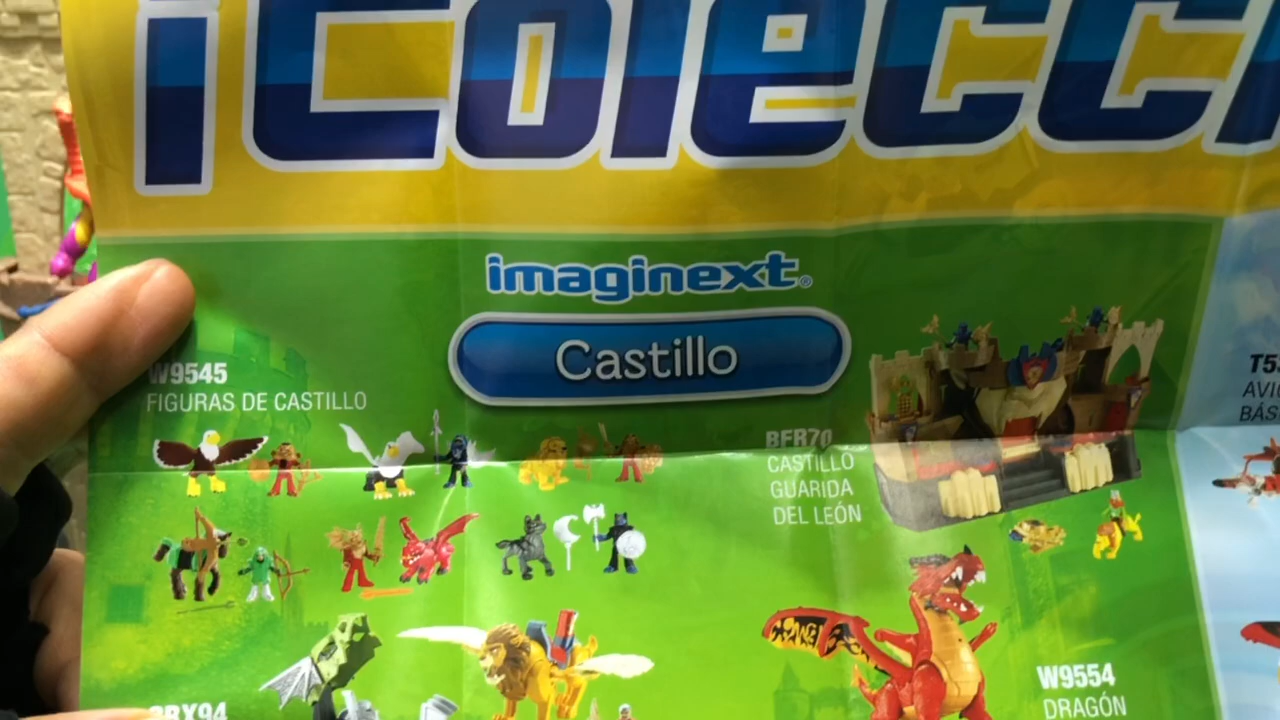 ¡Colecc
imaginext®
Castillo
W9545
FIGURAS DE CASTILLO
BFR70
CASTILLO
GUARIDA
DEL LEÓN
W9554
DRAGÓN